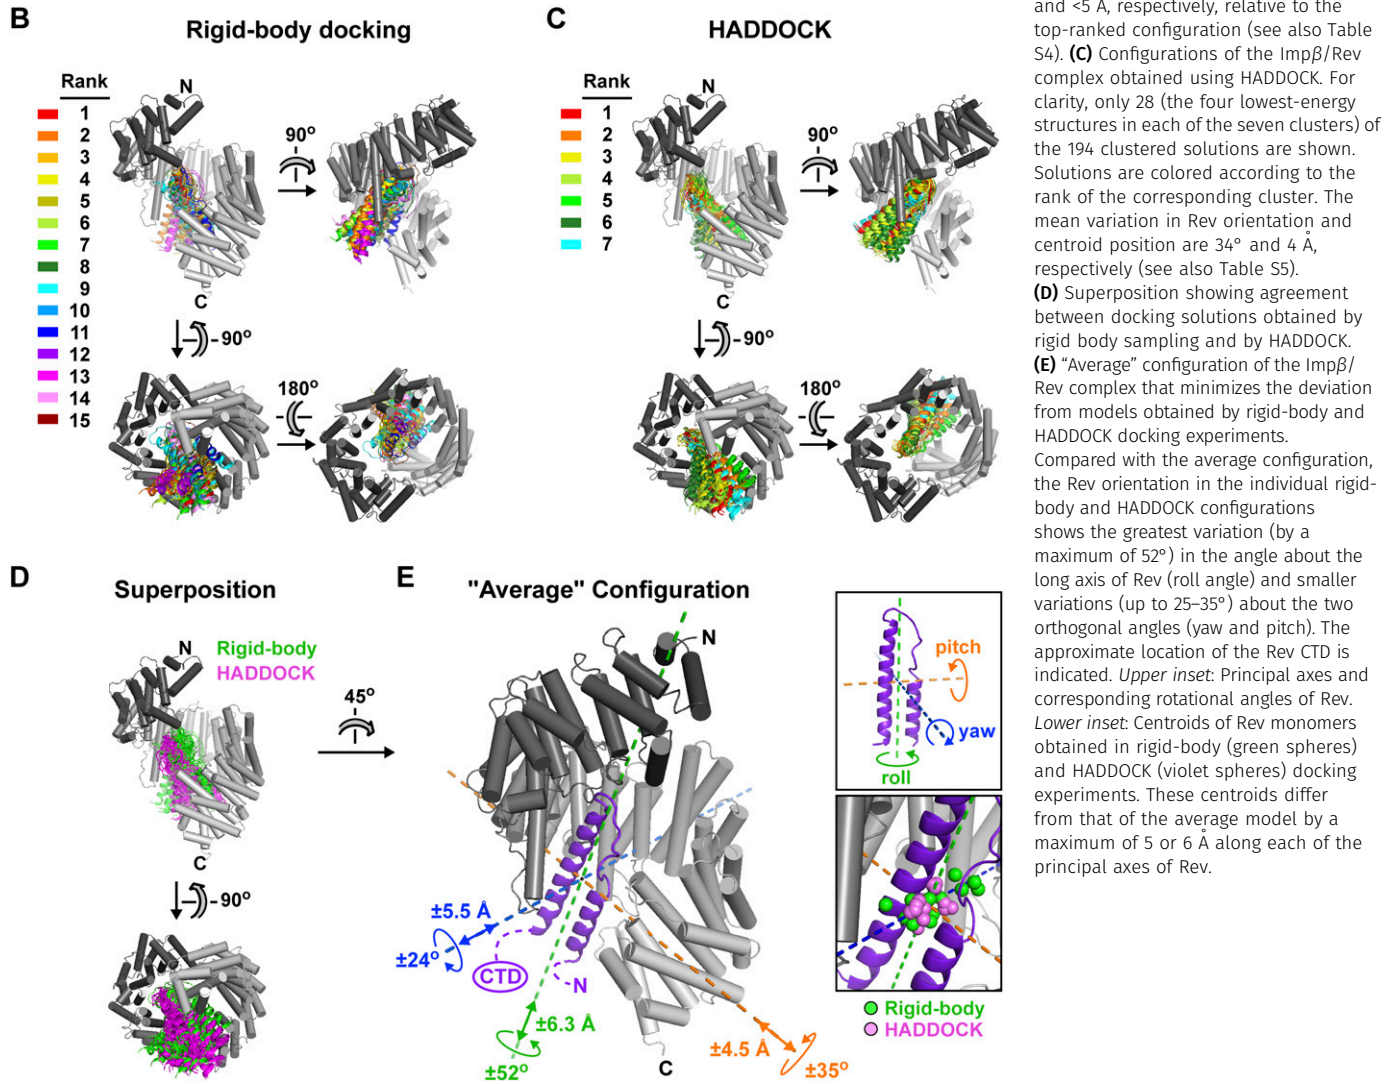 B
Rigid-body docking
Rank
1
2
3
4
5
6
7
8
9
10
11
12
13
14
15
N
90°
C
-90°
180°
C
HADDOCK
Rank
1
2
3
4
5
6
7
N
90°
C
-90°
180°
D
Superposition
N
Rigid-body
HADDOCK
C
45°
-90°
E
"Average" Configuration
N
±5.5 Å
±24°
CTD
N
±6.3 Å
±52°
±4.5 Å
±35°
C
pitch
yaw
roll
Rigid-body
HADDOCK
and <5 Å, respectively, relative to the
top-ranked configuration (see also Table
S4). (C) Configurations of the Impβ/Rev
complex obtained using HADDOCK. For
clarity, only 28 (the four lowest-energy
structures in each of the seven clusters) of
the 194 clustered solutions are shown.
Solutions are colored according to the
rank of the corresponding cluster. The
mean variation in Rev orientation and
centroid position are 34° and 4 Å,
respectively (see also Table S5).
(D) Superposition showing agreement
between docking solutions obtained by
rigid body sampling and by HADDOCK.
(E) “Average” configuration of the Impβ/
Rev complex that minimizes the deviation
from models obtained by rigid-body and
HADDOCK docking experiments.
Compared with the average configuration,
the Rev orientation in the individual rigid-
body and HADDOCK configurations
shows the greatest variation (by a
maximum of 52°) in the angle about the
long axis of Rev (roll angle) and smaller
variations (up to 25–35°) about the two
orthogonal angles (yaw and pitch). The
approximate location of the Rev CTD is
indicated. Upper inset: Principal axes and
corresponding rotational angles of Rev.
Lower inset: Centroids of Rev monomers
obtained in rigid-body (green spheres)
and HADDOCK (violet spheres) docking
experiments. These centroids differ
from that of the average model by a
maximum of 5 or 6 Å along each of the
principal axes of Rev.